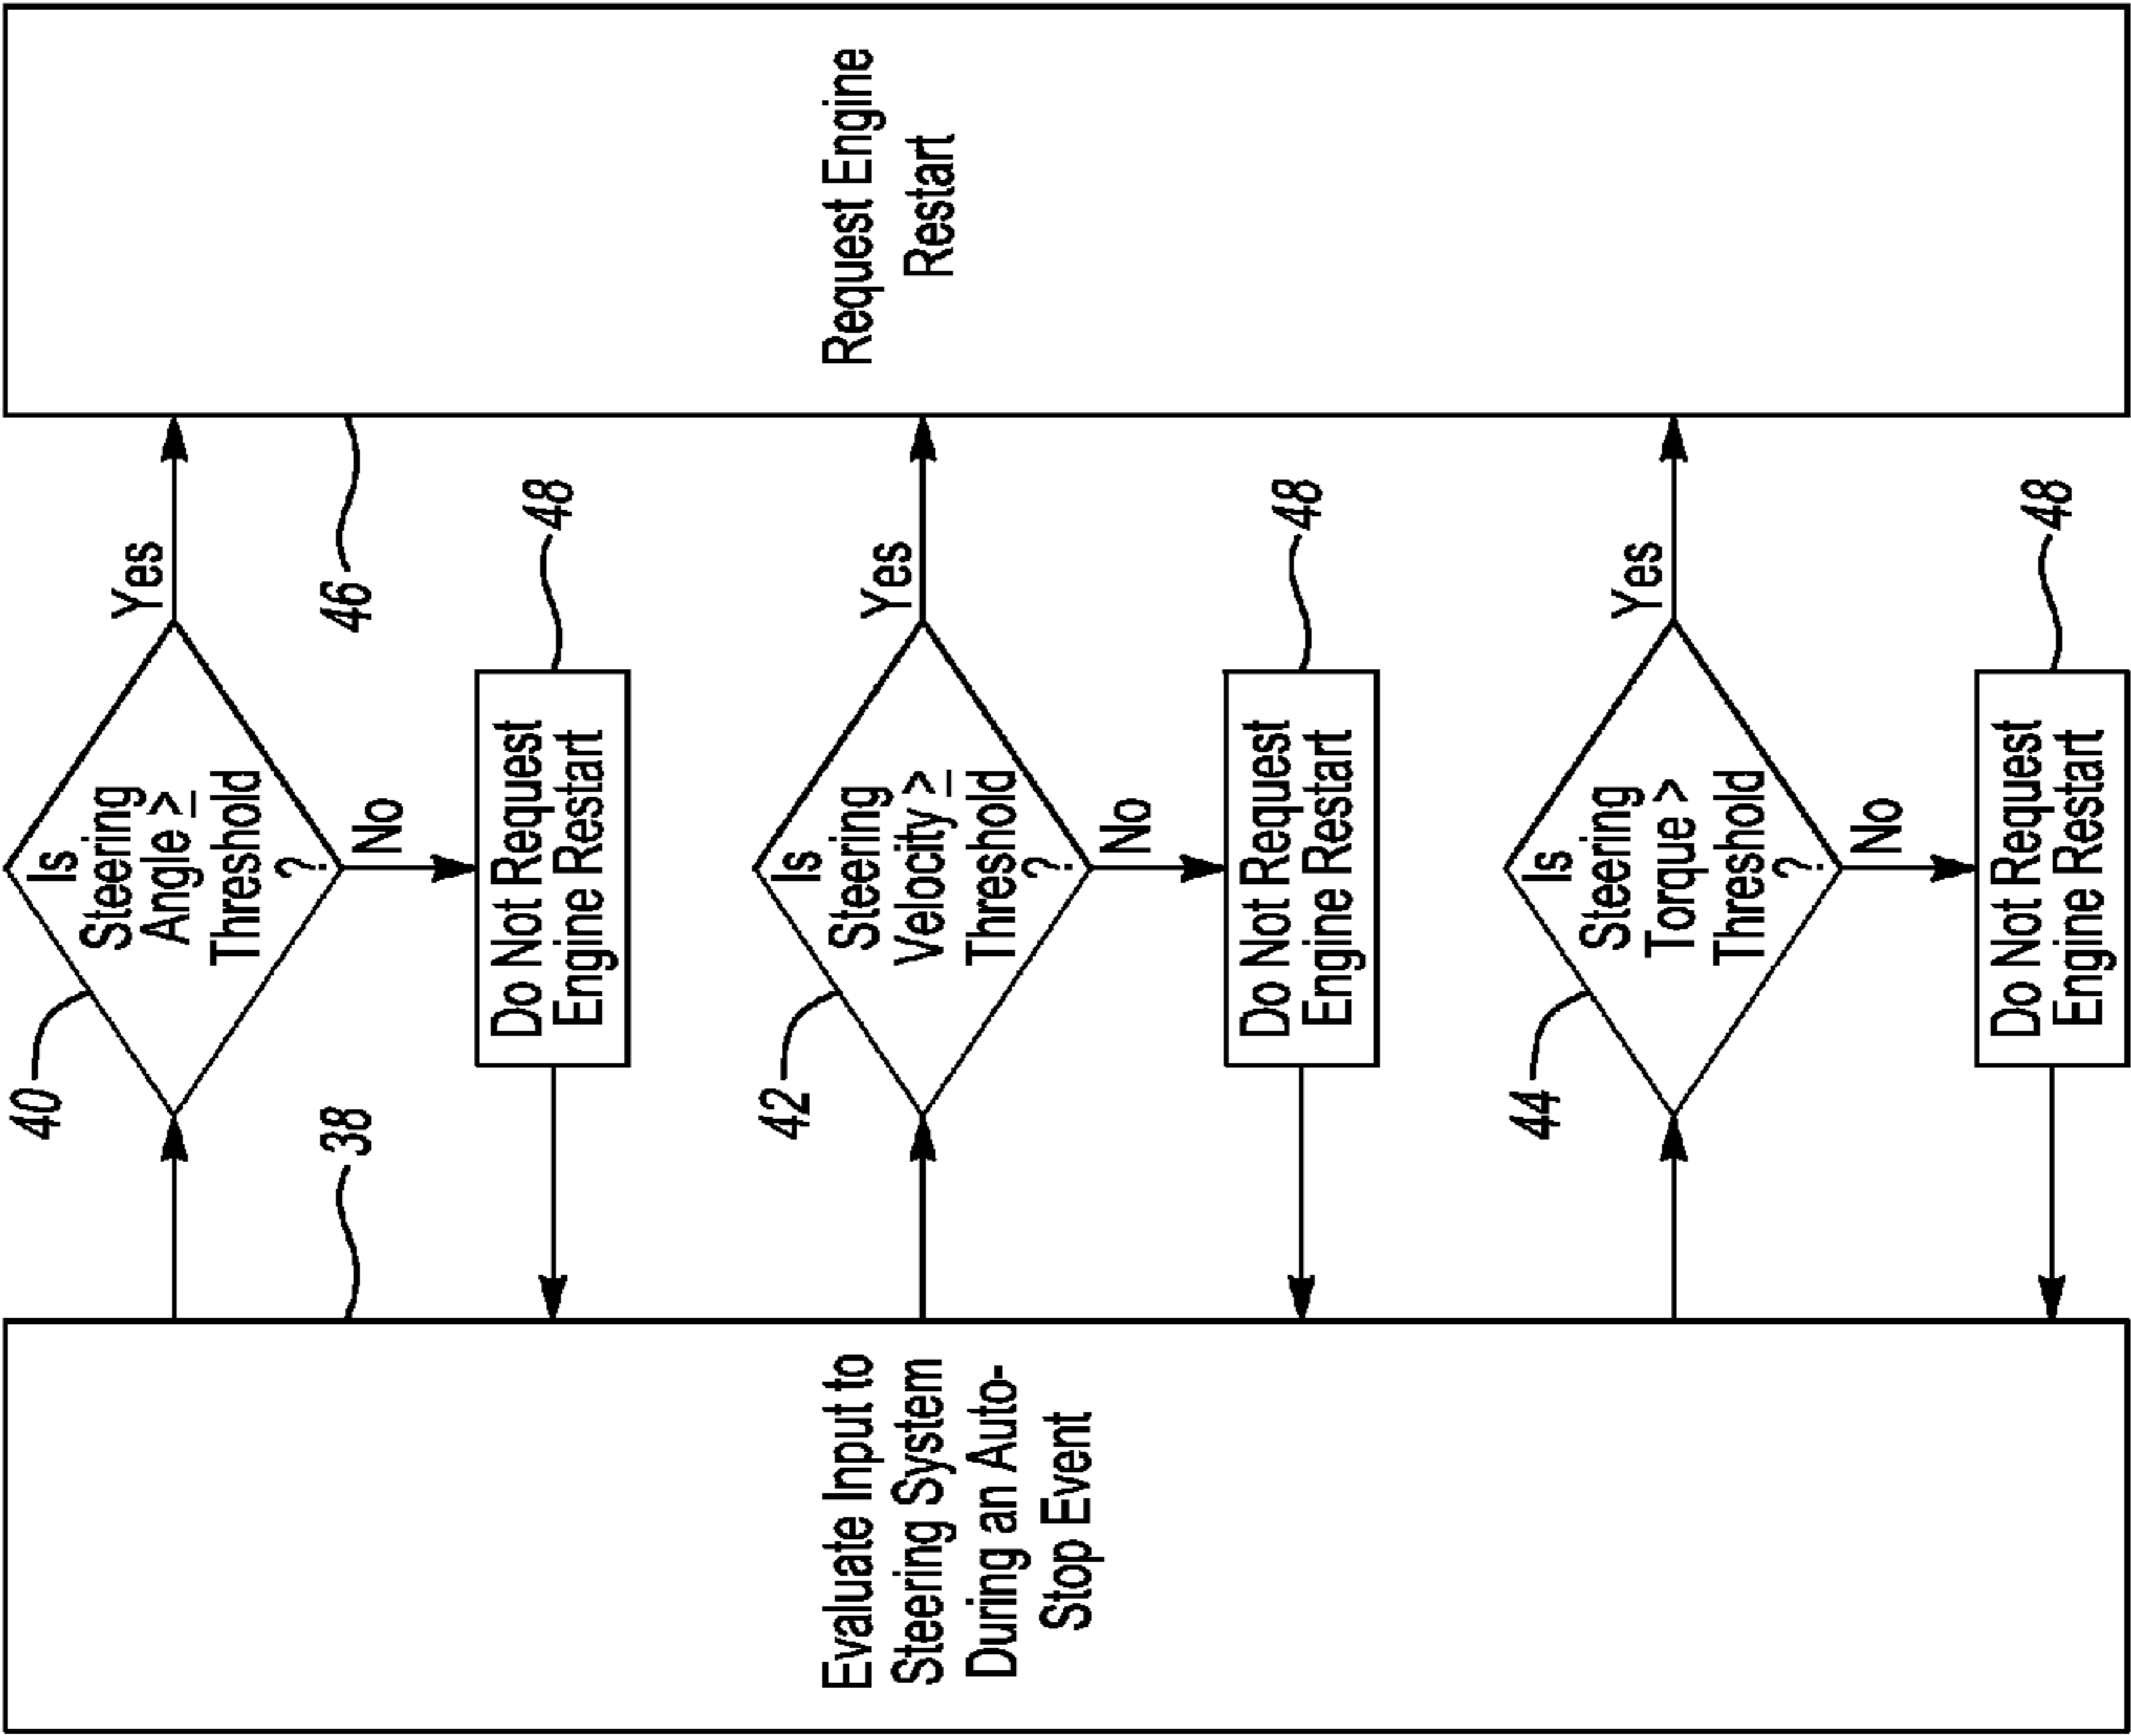 Evaluate Input to
Steering System
During an Auto-
Stop Event
38
40
Is
Steering
Angle ≥
Threshold
?
Yes
No
46
Do Not Request
Engine Restart
48
42
Is
Steering
Velocity ≥
Threshold
?
Yes
No
Do Not Request
Engine Restart
48
44
Is
Steering
Torque >
Threshold
?
Yes
No
Do Not Request
Engine Restart
48
Request Engine
Restart